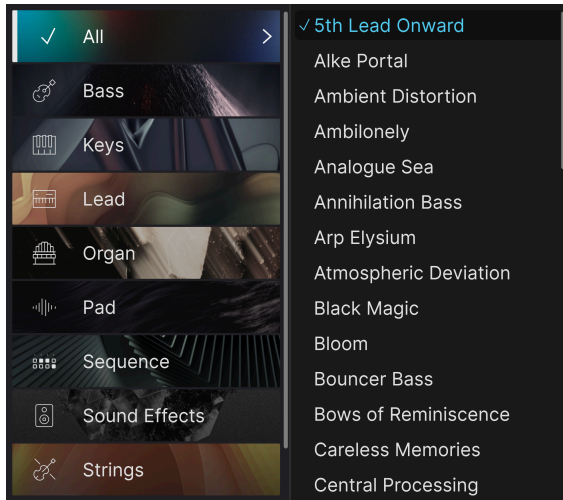 All
Bass
Keys
Lead
Organ
Pad
Sequence
Sound Effects
Strings
5th Lead Onward
Alke Portal
Ambient Distortion
Ambilonely
Analogue Sea
Annihilation Bass
Arp Elysium
Atmospheric Deviation
Black Magic
Bloom
Bouncer Bass
Bows of Reminiscence
Careless Memories
Central Processing